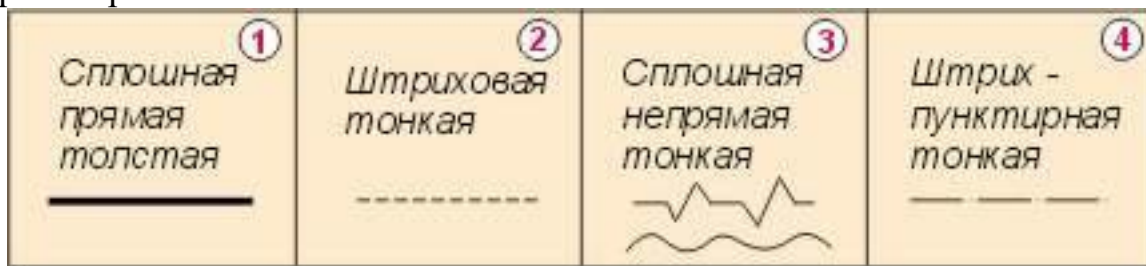 1
Сплошная
прямая
толстая
2
Штриховая
тонкая
3
Сплошная
непрямая
тонкая
4
Штрих -
пунктирная
тонкая